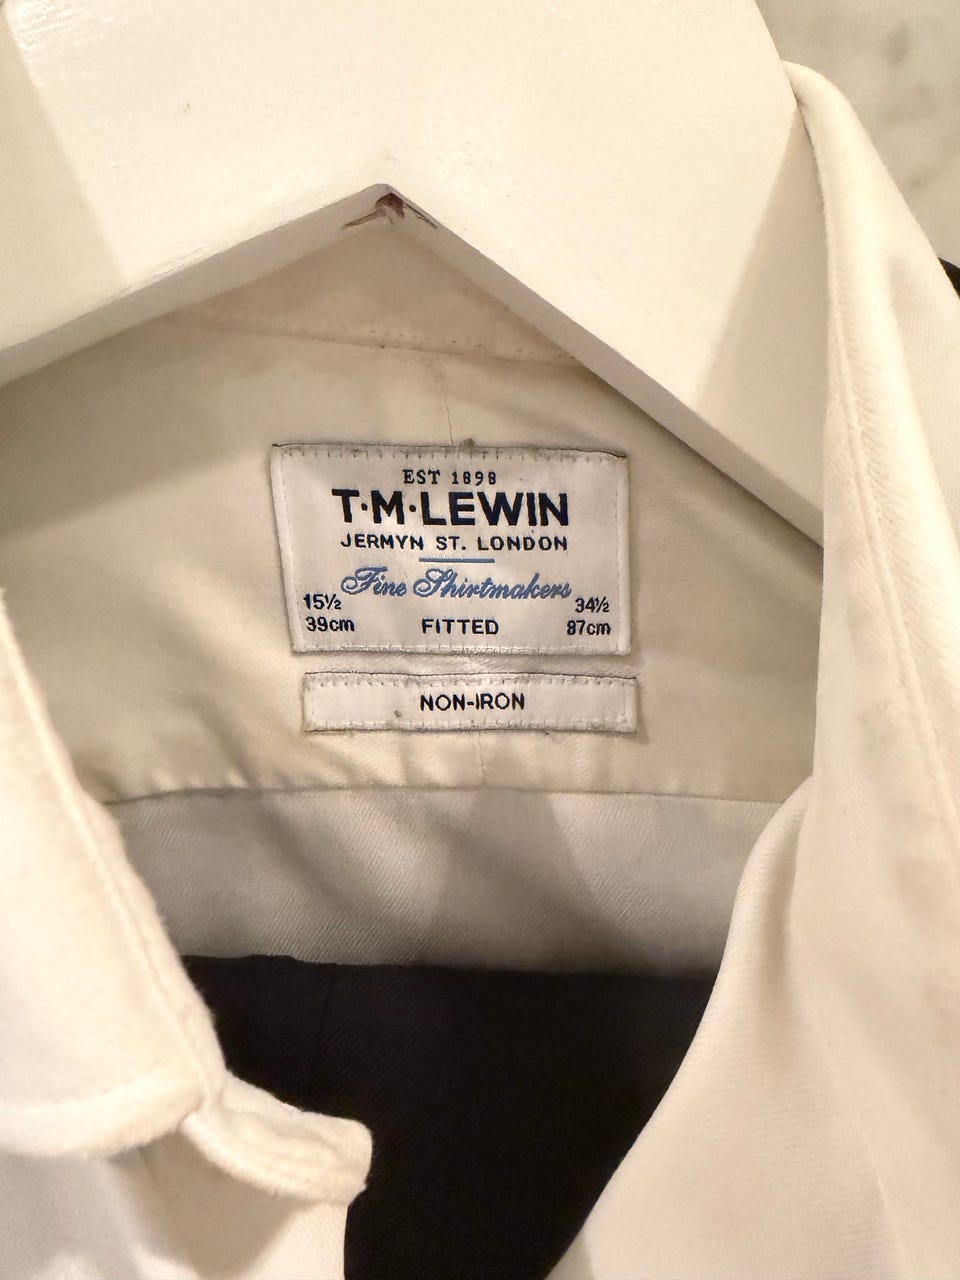 EST 1898
T·M·LEWIN
JERMYN ST. LONDON
Fine Shirtmakers
15½ 34½
39cm FITTED 87cm
NON-IRON